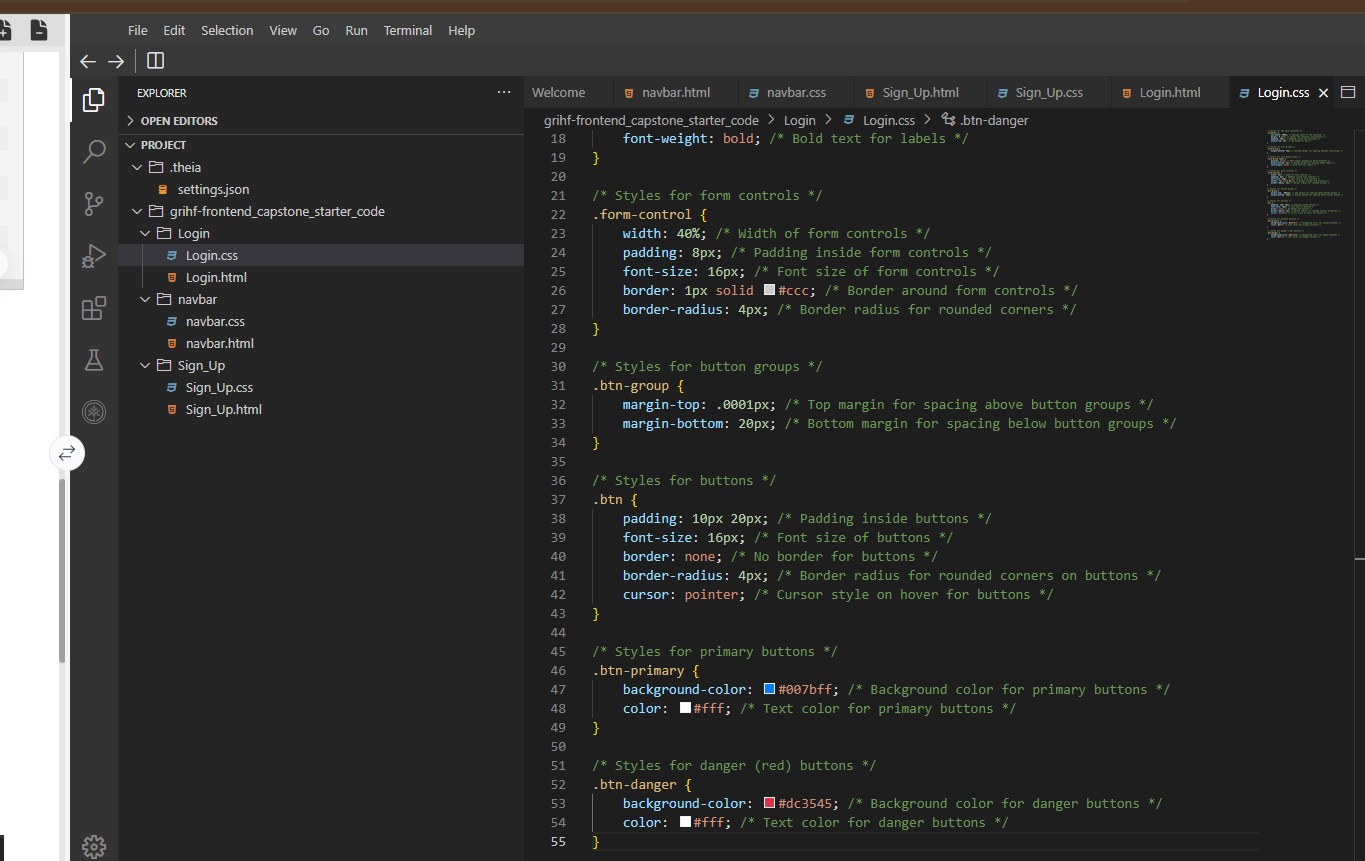 File Edit Selection View Go Run Terminal Help
EXPLORER
OPEN EDITORS
PROJECT
.theia
settings.json
grihf-frontend_capstone_starter_code
Login
Login.css
Login.html
navbar
navbar.css
navbar.html
Sign_Up
Sign_Up.css
Sign_Up.html
Welcome navbar.html navbar.css Sign_Up.html Sign_Up.css Login.html Login.css
grihf-frontend_capstone_starter_code > Login > Login.css > .btn-danger
18 font-weight: bold; /* Bold text for labels */
19 }
20
21 /* Styles for form controls */
22 .form-control {
23 width: 40%; /* Width of form controls */
24 padding: 8px; /* Padding inside form controls */
25 font-size: 16px; /* Font size of form controls */
26 border: 1px solid #ccc; /* Border around form controls */
27 border-radius: 4px; /* Border radius for rounded corners */
28 }
29
30 /* Styles for button groups */
31 .btn-group {
32 margin-top: .0001px; /* Top margin for spacing above button groups */
33 margin-bottom: 20px; /* Bottom margin for spacing below button groups */
34 }
35
36 /* Styles for buttons */
37 .btn {
38 padding: 10px 20px; /* Padding inside buttons */
39 font-size: 16px; /* Font size of buttons */
40 border: none; /* No border for buttons */
41 border-radius: 4px; /* Border radius for rounded corners on buttons */
42 cursor: pointer; /* Cursor style on hover for buttons */
43 }
44
45 /* Styles for primary buttons */
46 .btn-primary {
47 background-color: #007bff; /* Background color for primary buttons */
48 color: #fff; /* Text color for primary buttons */
49 }
50
51 /* Styles for danger (red) buttons */
52 .btn-danger {
53 background-color: #dc3545; /* Background color for danger buttons */
54 color: #fff; /* Text color for danger buttons */
55 }